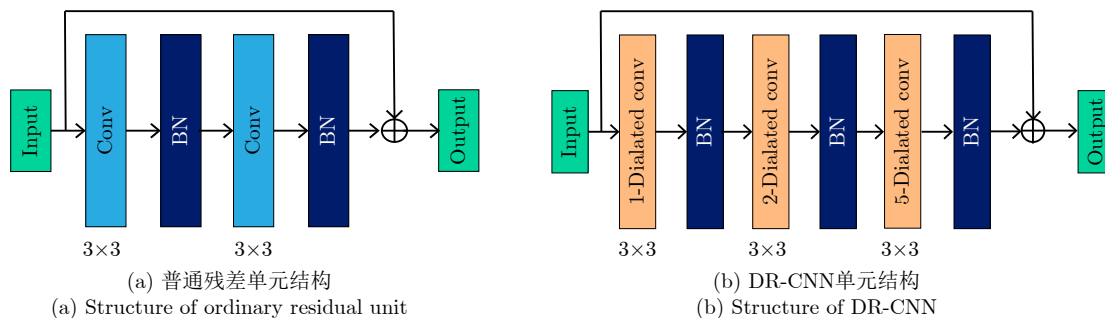 Input
Conv
BN
Conv
BN
Output
3×3
3×3
(a) 普通残差单元结构
(a) Structure of ordinary residual unit
Input
1-Dialated conv
BN
2-Dialated conv
BN
5-Dialated conv
BN
Output
3×3
3×3
3×3
(b) DR-CNN单元结构
(b) Structure of DR-CNN